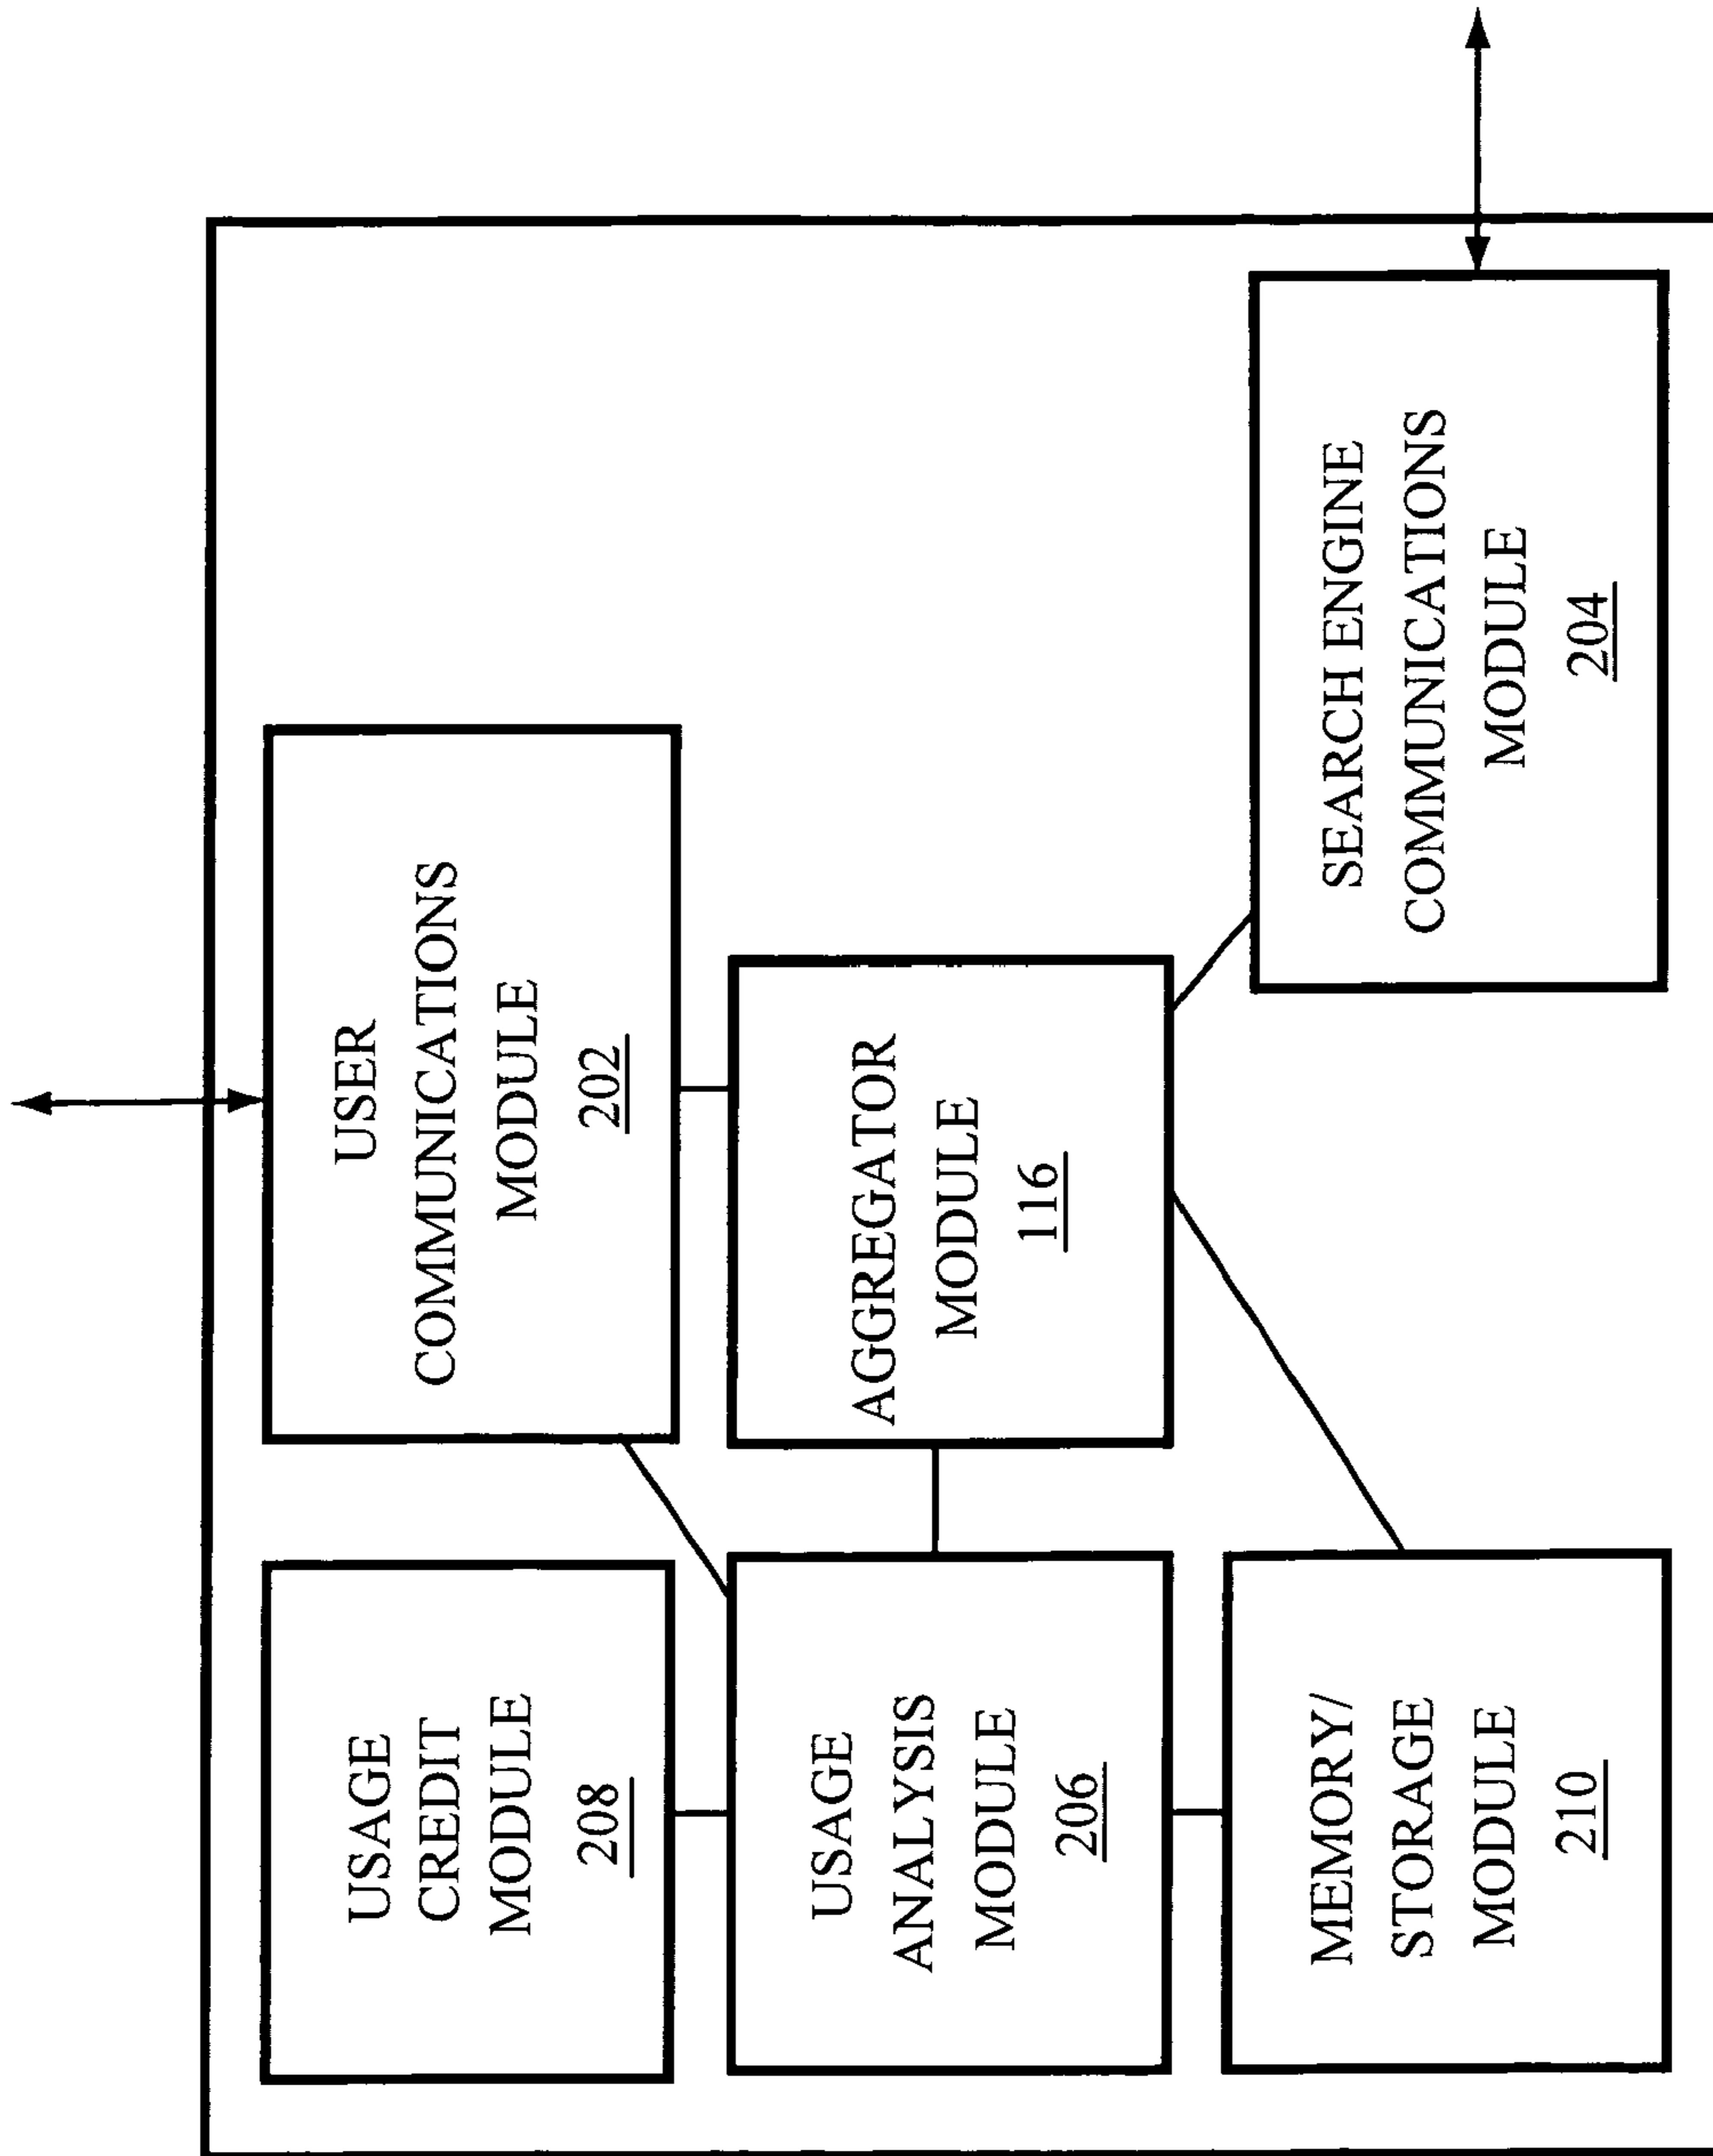 USAGE
CREDIT
MODULE
208
USER
COMMUNICATIONS
MODULE
202
USAGE
ANALYSIS
MODULE
206
AGGREGATOR
MODULE
116
MEMORY/
STORAGE
MODULE
210
SEARCH ENGINE
COMMUNICATIONS
MODULE
204